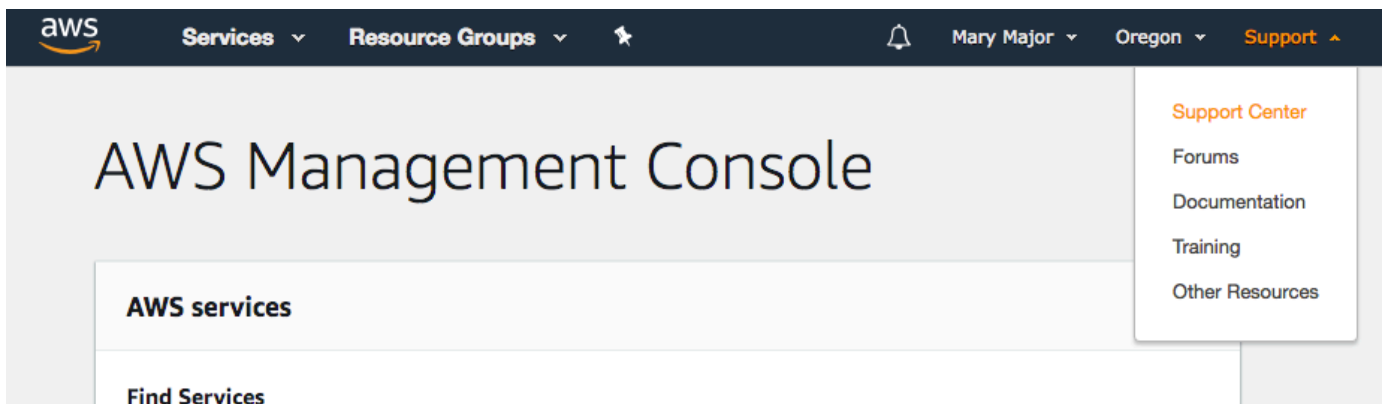 aws Services Resource Groups Mary Major Oregon Support
Support Center
Forums
Documentation
Training
Other Resources
AWS Management Console
AWS services
Find Services